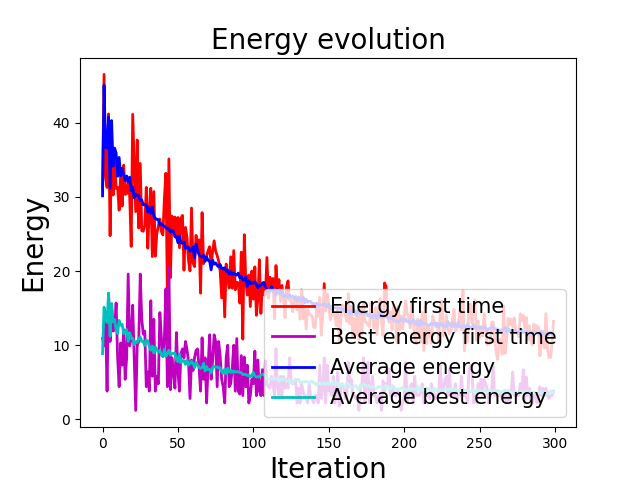 Energy evolution
Energy
40
30
20
10
0
Energy first time
Best energy first time
Average energy
Average best energy
0 50 100 150 200 250 300
Iteration